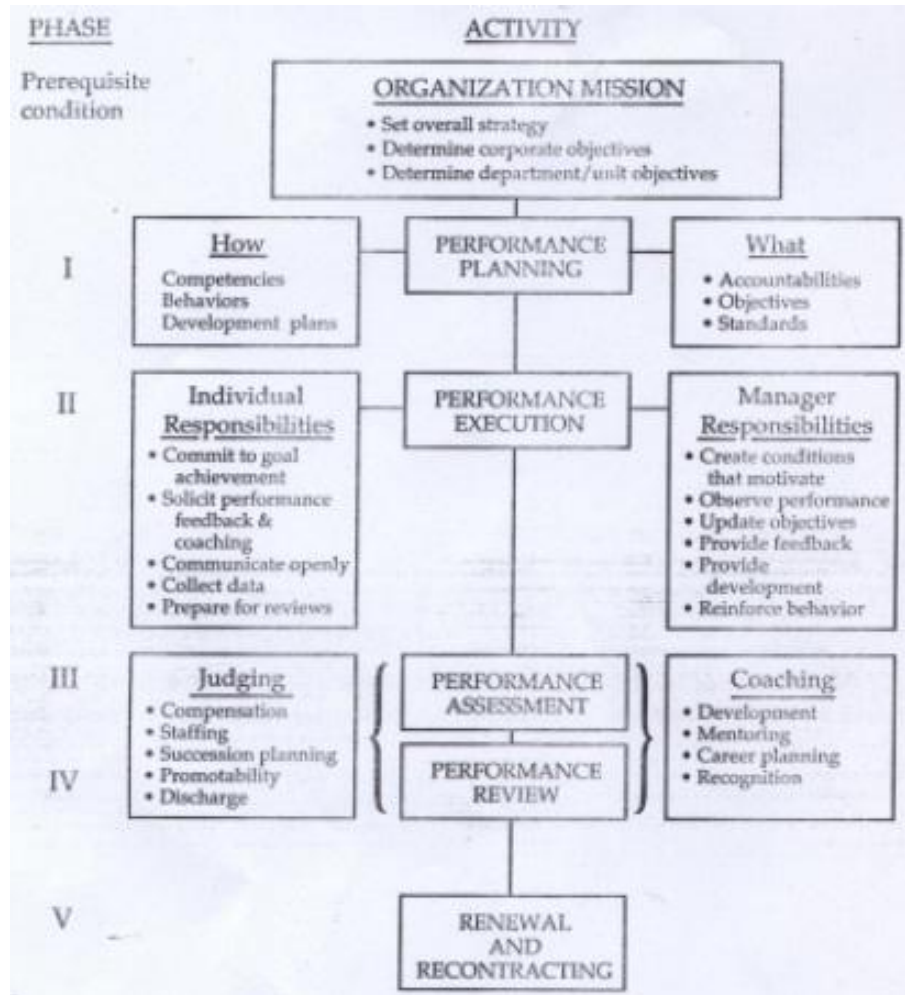 PHASE
ACTIVITY
Prerequisite
condition
ORGANIZATION MISSION
• Set overall strategy
• Determine corporate objectives
• Determine department/unit objectives
I
How
Competencies
Behaviors
Development plans
PERFORMANCE
PLANNING
What
• Accountabilities
• Objectives
• Standards
II
Individual
Responsibilities
• Commit to goal
achievement
• Solicit performance
feedback &
coaching
• Communicate openly
• Collect data
• Prepare for reviews
PERFORMANCE
EXECUTION
Manager
Responsibilities
• Create conditions
that motivate
• Observe performance
• Update objectives
• Provide feedback
• Provide
development
• Reinforce behavior
III
IV
Judging
• Compensation
• Staffing
• Succession planning
• Promotability
• Discharge
PERFORMANCE
ASSESSMENT
PERFORMANCE
REVIEW
Coaching
• Development
• Mentoring
• Career planning
• Recognition
V
RENEWAL
AND
RECONTRACTING